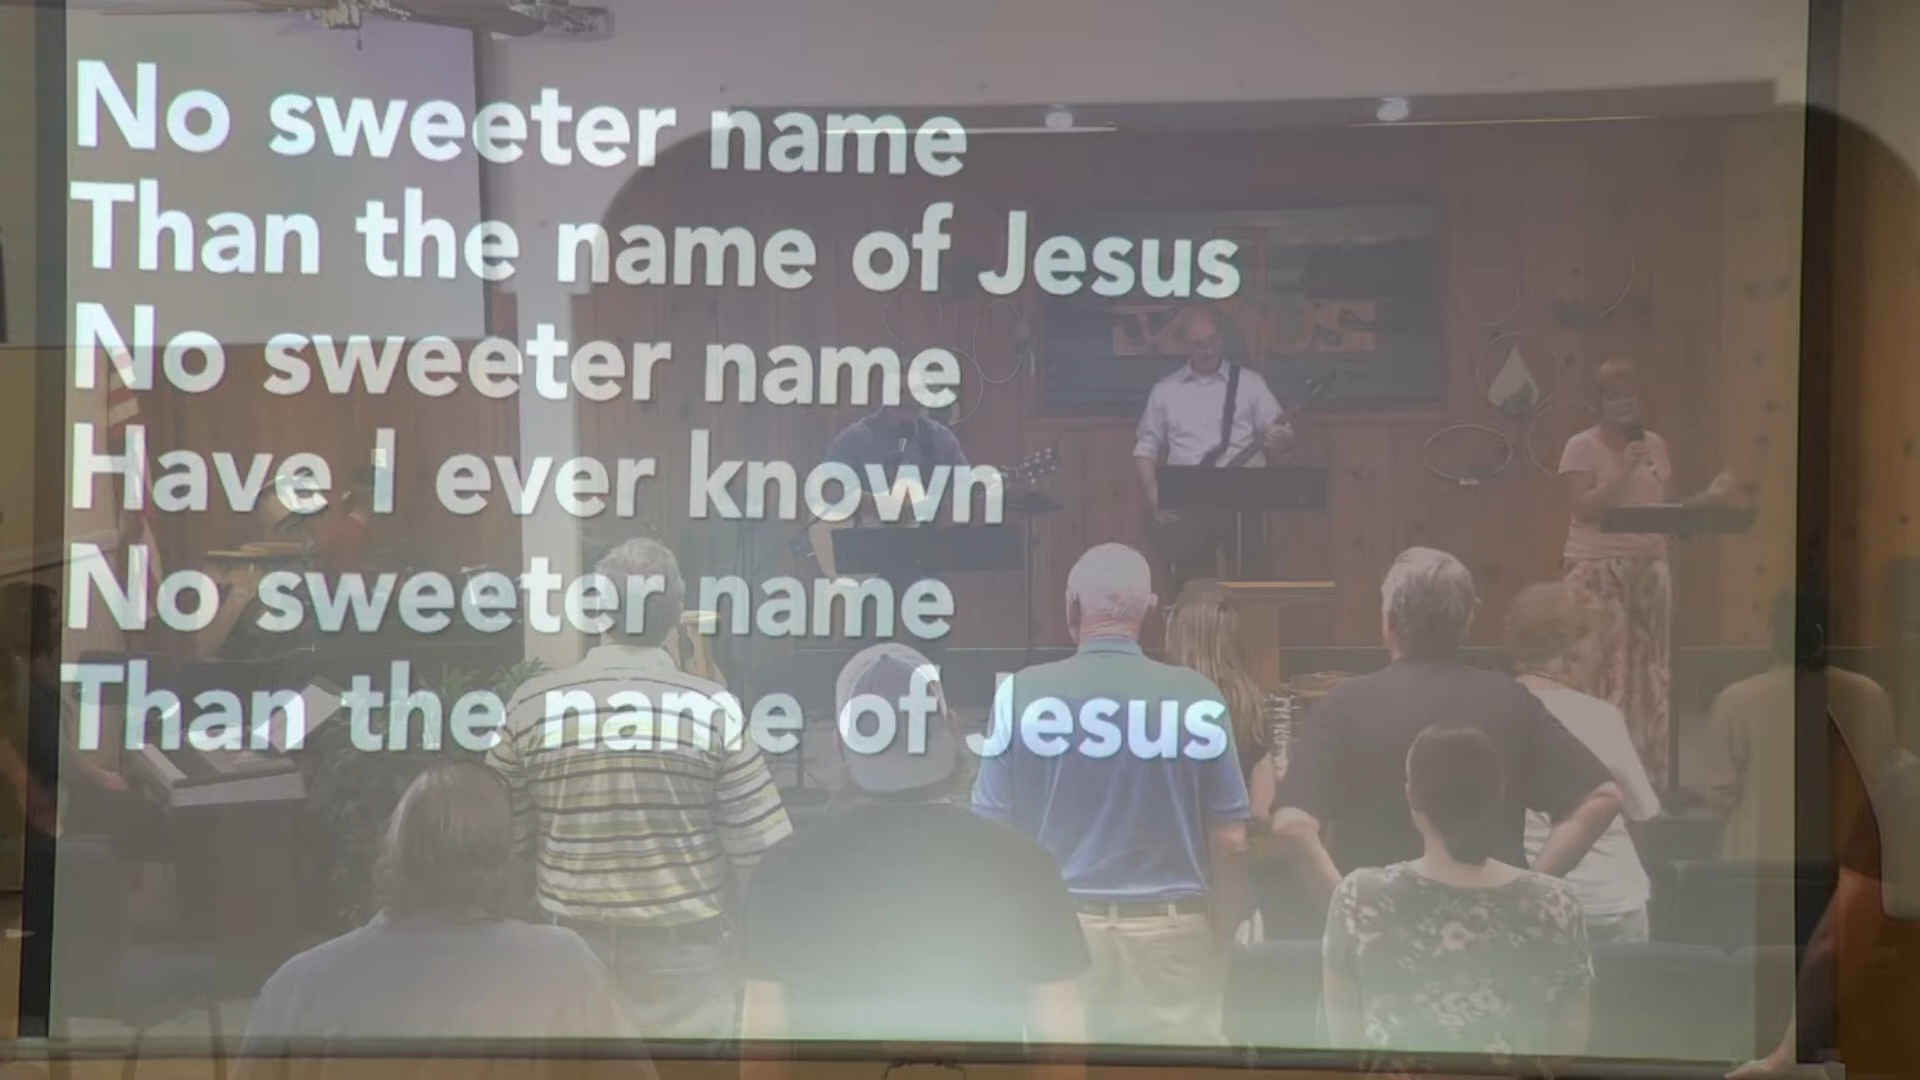 No sweeter name
Than the name of Jesus
No sweeter name
Have I ever known
No sweeter name
Than the name of Jesus
JESUS